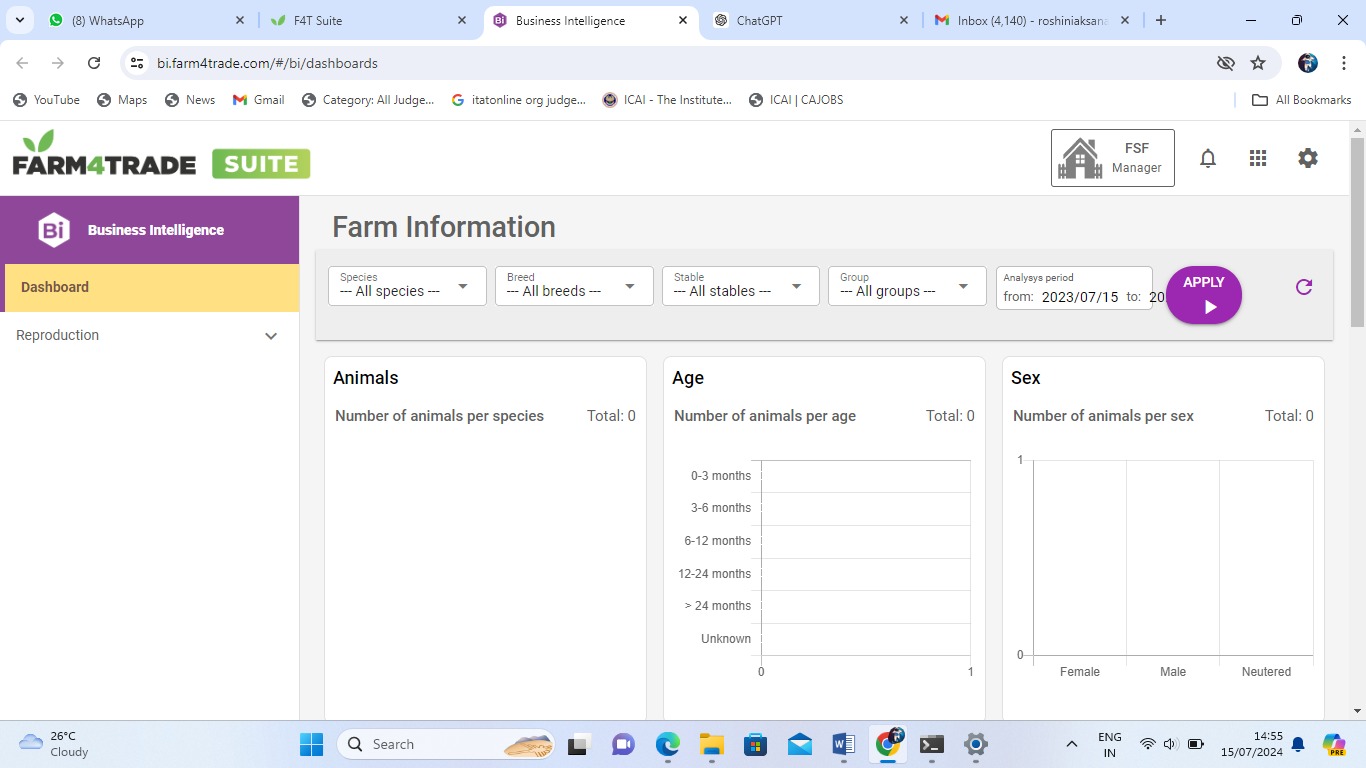 (8) WhatsApp
F4T Suite
Business Intelligence
ChatGPT
Inbox (4,140) - roshiniaksana
bi.farm4trade.com/#/bi/dashboards
YouTube
Maps
News
Gmail
Category: All Judge...
itatonline org judge...
ICAI - The Institute...
ICAI | CAJOBS
All Bookmarks
FARM4TRADE SUITE
FSF
Manager
Bi Business Intelligence
Dashboard
Reproduction
Farm Information
Species
--- All species ---
Breed
--- All breeds ---
Stable
--- All stables ---
Group
--- All groups ---
Analysys period
from: 2023/07/15 to: 20
APPLY
Animals
Number of animals per species Total: 0
Age
Number of animals per age Total: 0
0-3 months
3-6 months
6-12 months
12-24 months
> 24 months
Unknown
0 1
Sex
Number of animals per sex Total: 0
1
0
Female Male Neutered
26°C
Cloudy
Search
ENG
IN
14:55
15/07/2024
PRE